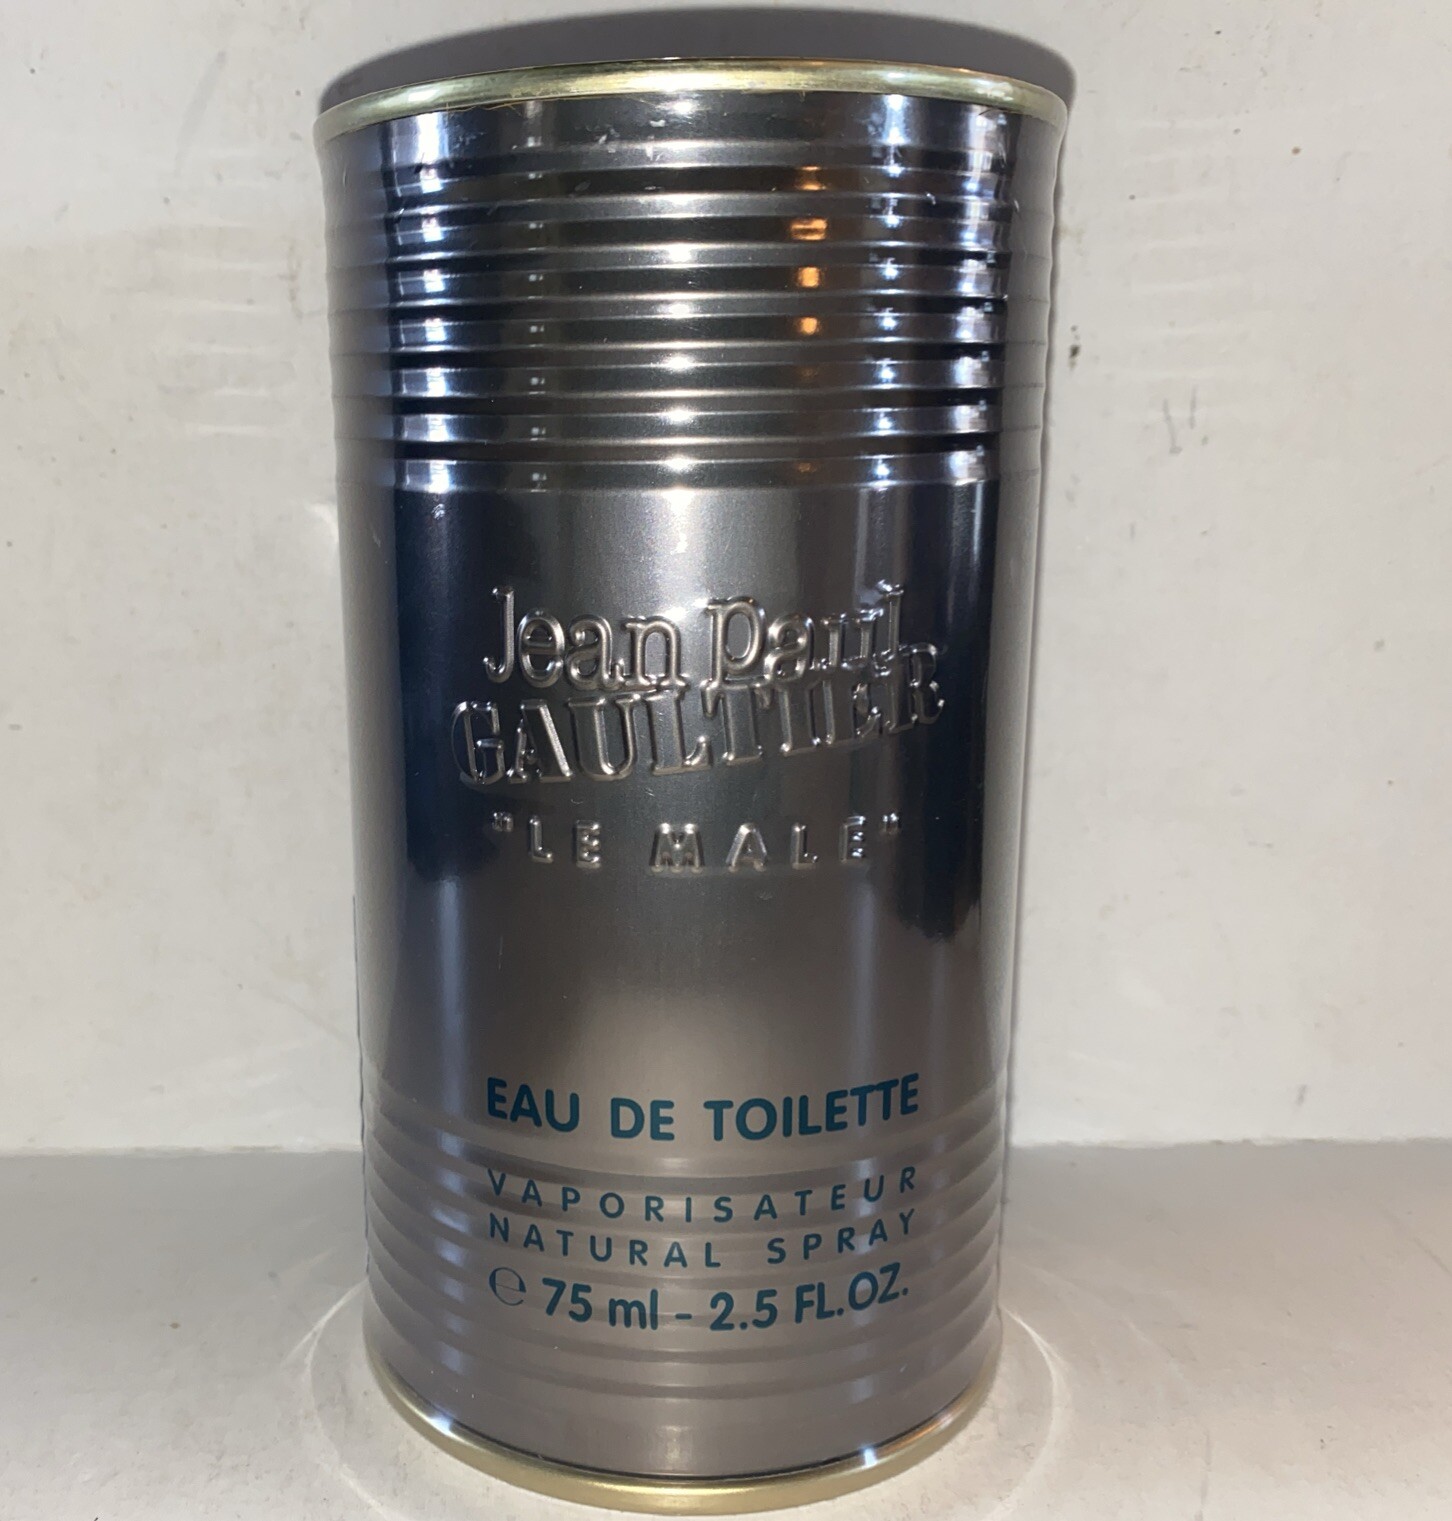 Jean Paul
GAULTIER
"LE MALE"
EAU DE TOILETTE
VAPORISATEUR
NATURAL SPRAY
℮ 75 ml - 2.5 FL.OZ.